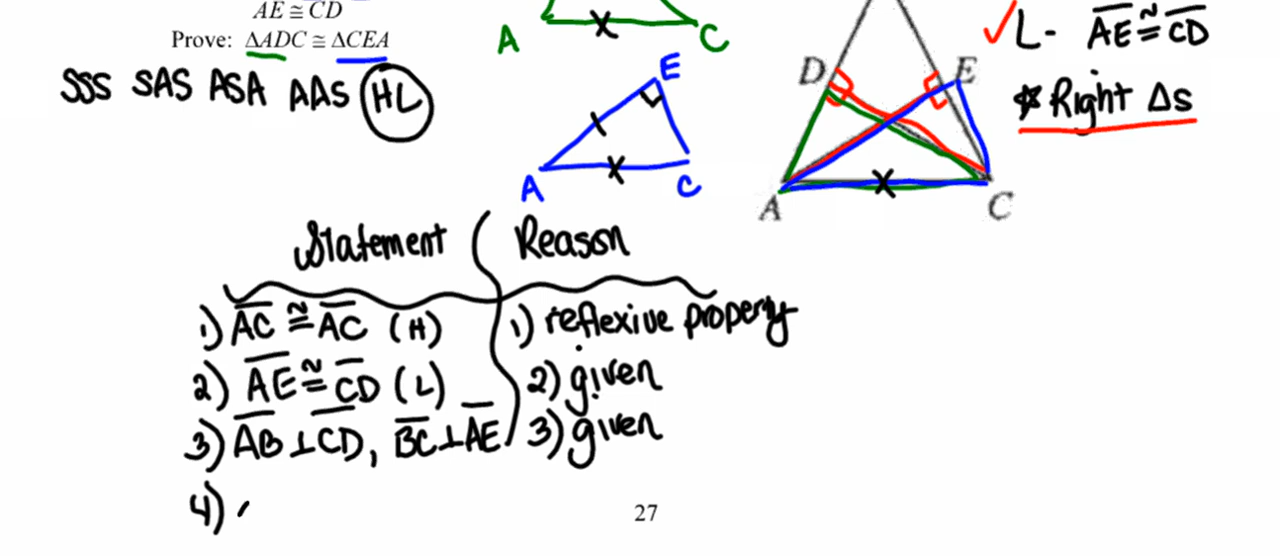 AE ≅ CD
Prove: ΔADC ≅ ΔCEA
SSS SAS ASA AAS HL
A C
E
A C
D E
A C
✓ L- AE ≅ CD
* Right Δs
Statement Reason
1) AC ≅ AC (H) 1) reflexive property
2) AE ≅ CD (L) 2) given
3) AB ⊥ CD, BC ⊥ AE 3) given
4)
27